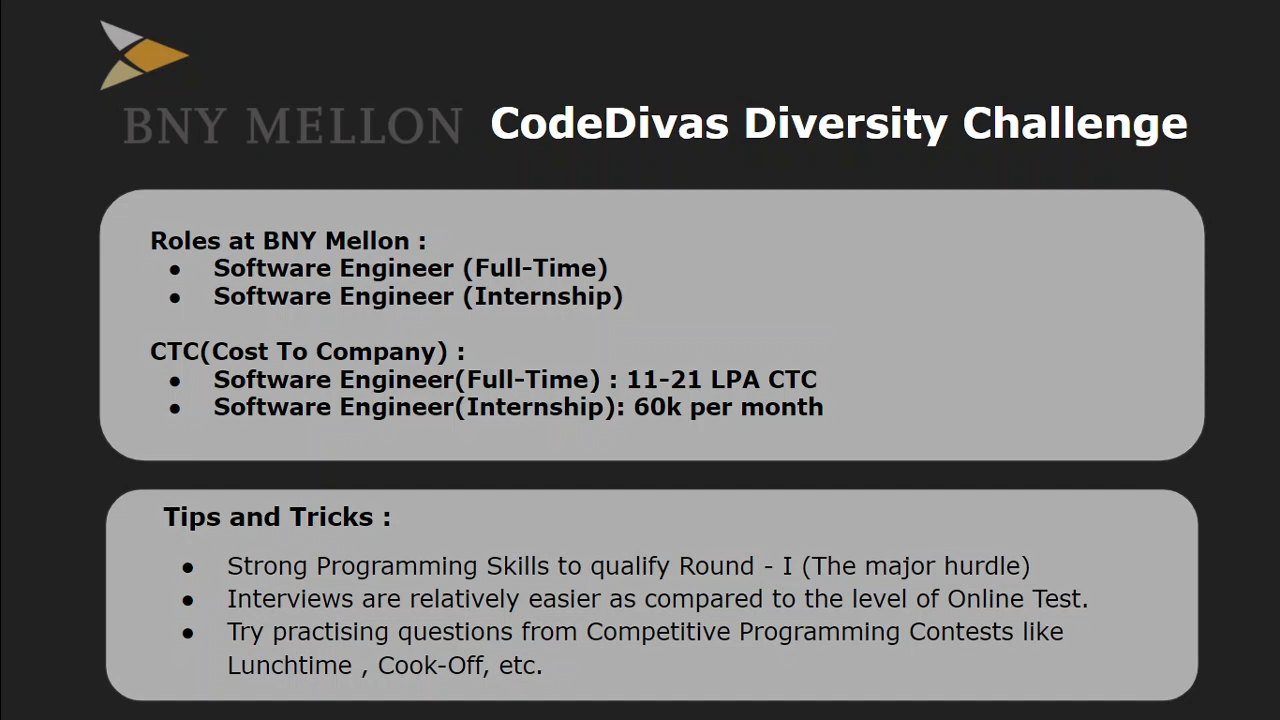 BNY MELLON CodeDivas Diversity Challenge
Roles at BNY Mellon :
● Software Engineer (Full-Time)
● Software Engineer (Internship)
CTC(Cost To Company) :
● Software Engineer(Full-Time) : 11-21 LPA CTC
● Software Engineer(Internship): 60k per month
Tips and Tricks :
● Strong Programming Skills to qualify Round - I (The major hurdle)
● Interviews are relatively easier as compared to the level of Online Test.
● Try practising questions from Competitive Programming Contests like
Lunchtime , Cook-Off, etc.